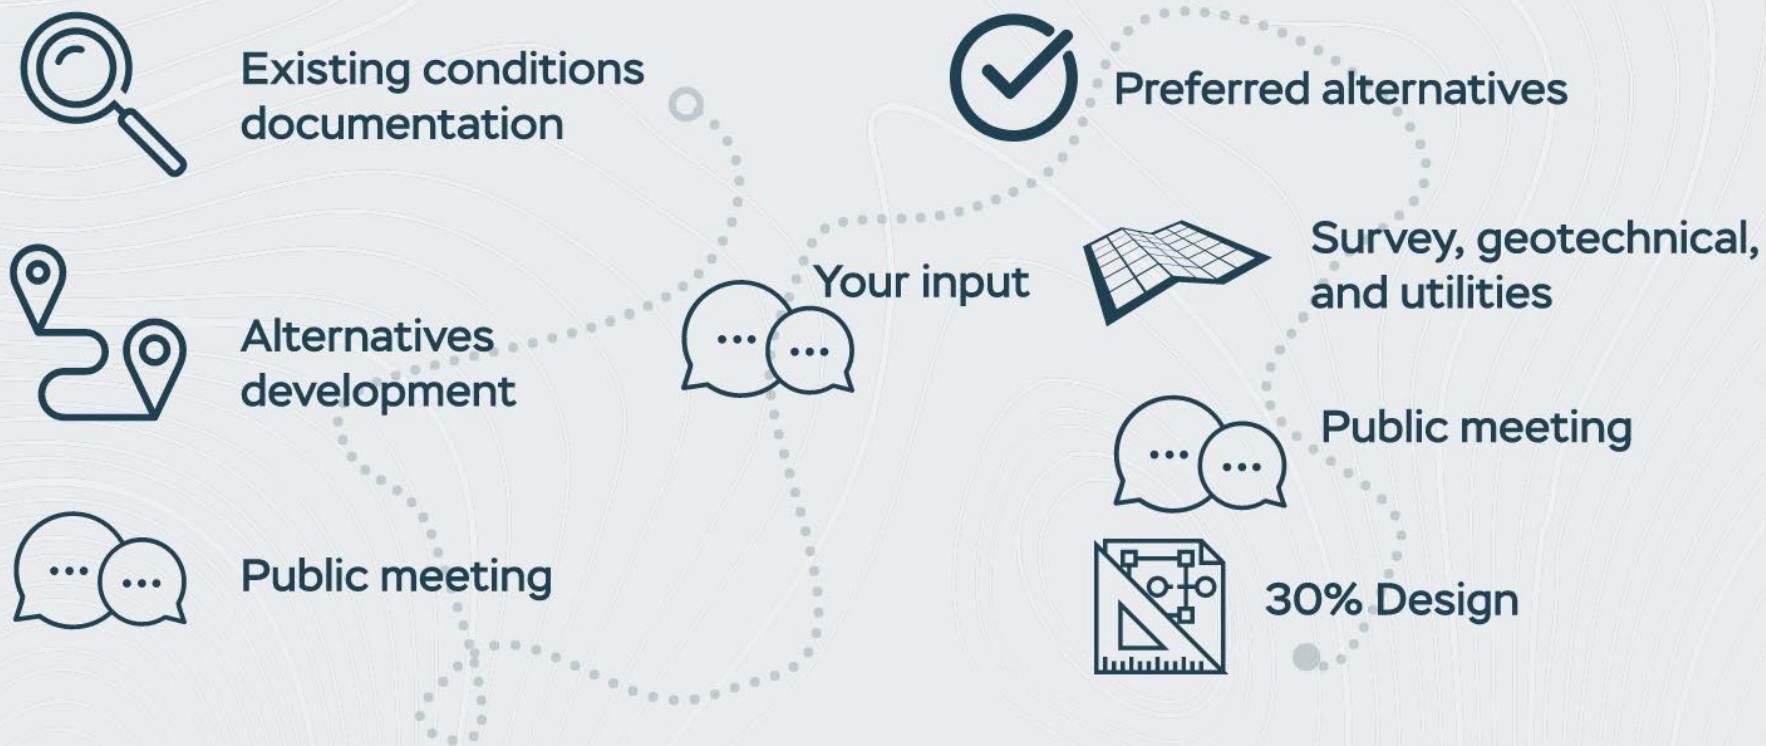 Existing conditions
documentation
Alternatives
development
Public meeting
Your input
Preferred alternatives
Survey, geotechnical,
and utilities
Public meeting
30% Design